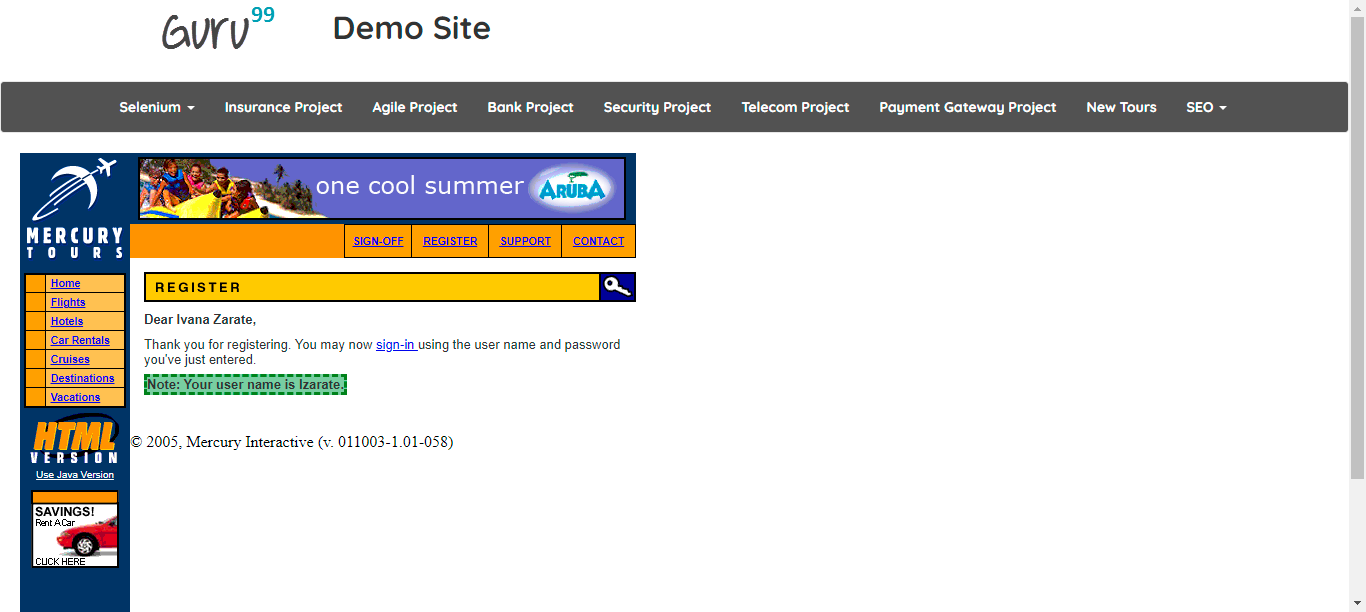 Guru99
Demo Site
Selenium
Insurance Project
Agile Project
Bank Project
Security Project
Telecom Project
Payment Gateway Project
New Tours
SEO
MERCURY
TOURS
one cool summer
ARUBA
SIGN-OFF
REGISTER
SUPPORT
CONTACT
Home
Flights
Hotels
Car Rentals
Cruises
Destinations
Vacations
HTML
VERSION
Use Java Version
SAVINGS!
Rent A Car
CLICK HERE
REGISTER
Dear Ivana Zarate,
Thank you for registering. You may now sign-in using the user name and password
you've just entered.
Note: Your user name is Izarate.
© 2005, Mercury Interactive (v. 011003-1.01-058)